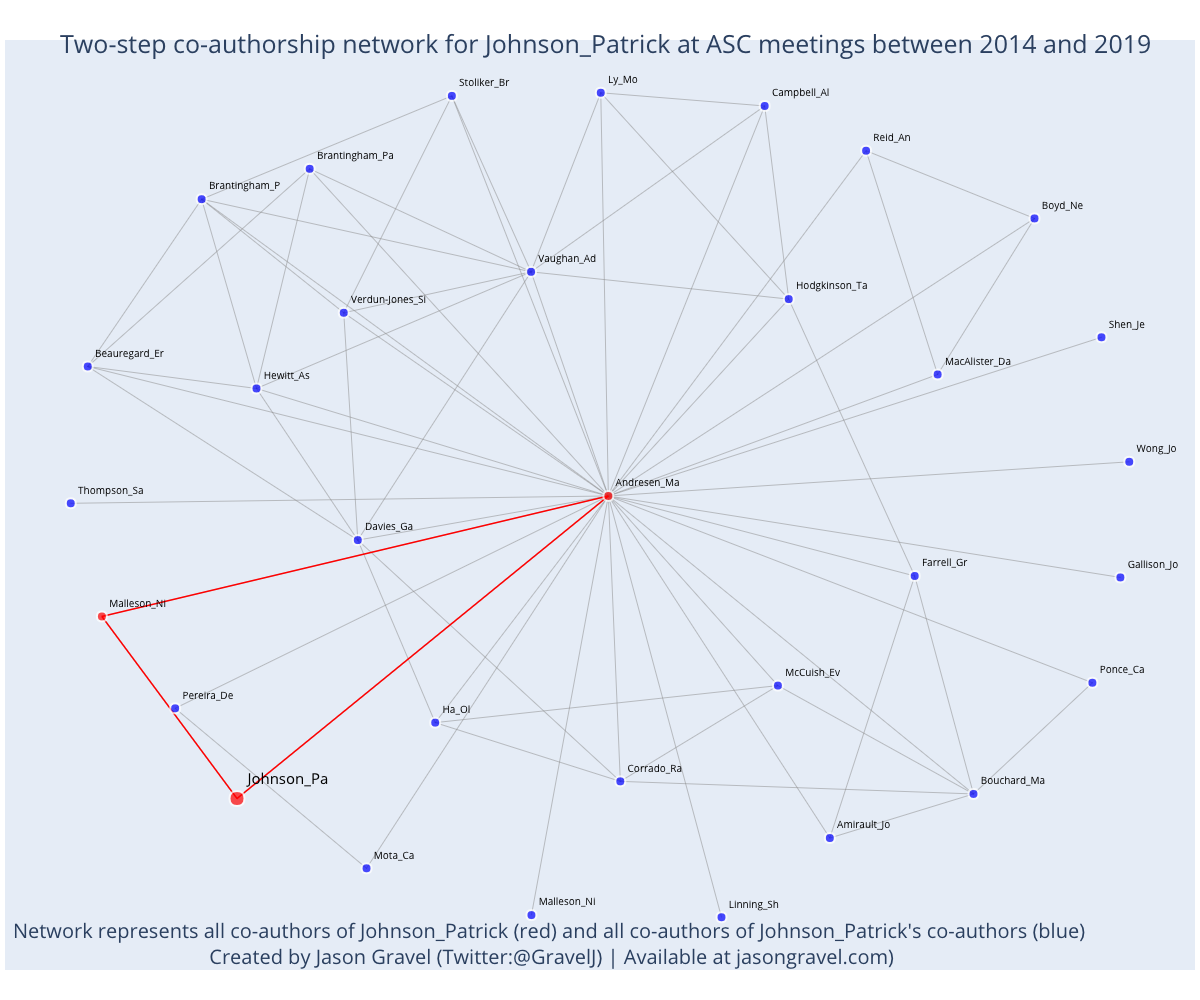 Two-step co-authorship network for Johnson_Patrick at ASC meetings between 2014 and 2019
Stoliker_Br
Ly_Mo
Campbell_Al
Reid_An
Brantingham_Pa
Brantingham_P
Boyd_Ne
Vaughan_Ad
Hodgkinson_Ta
Verdun-Jones_Si
Shen_Je
Beauregard_Er
MacAlister_Da
Hewitt_As
Wong_Jo
Andresen_Ma
Thompson_Sa
Davies_Ga
Farrell_Gr
Gallison_Jo
Malleson_Ni
McCuish_Ev
Ponce_Ca
Pereira_De
Ha_Ol
Corrado_Ra
Johnson_Pa
Bouchard_Ma
Amirault_Jo
Mota_Ca
Malleson_Ni
Linning_Sh
Network represents all co-authors of Johnson_Patrick (red) and all co-authors of Johnson_Patrick's co-authors (blue)
Created by Jason Gravel (Twitter:@GravelJ) | Available at jasongravel.com)